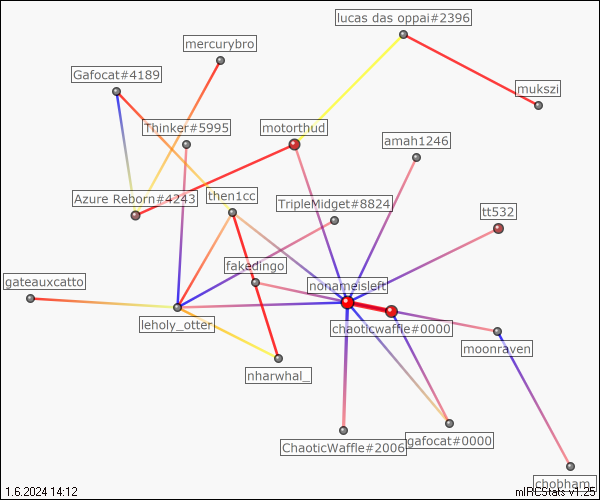 lucas das oppai#2396
mercurybro
Gafocat#4189
mukszi
Thinker#5995
motorthud
amah1246
Azure Reborn#4243
then1cc
TripleMidget#8824
tt532
fakedingo
gateauxcatto
nonameisleft
leholy_otter
chaoticwaffle#0000
moonraven
nharwhal_
ChaoticWaffle#2006
gafocat#0000
chobham_
1.6.2024 14:12
mIRCStats v1.25